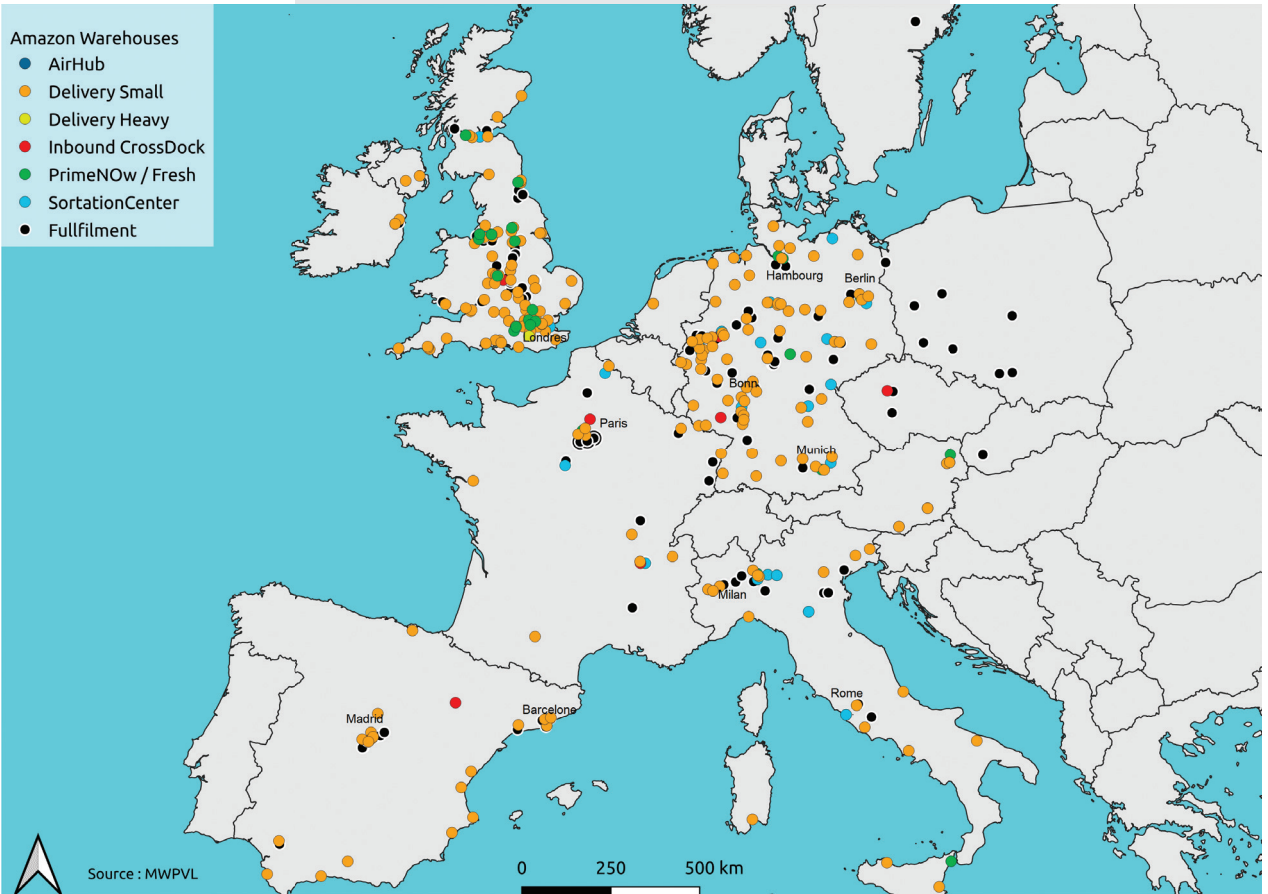 Amazon Warehouses
AirHub
Delivery Small
Delivery Heavy
Inbound CrossDock
PrimeNOw / Fresh
SortationCenter
Fullfilment
Hambourg
Berlin
Londres
Bonn
Paris
Munich
Milan
Rome
Barcelone
Madrid
Source : MWPVL
0 250 500 km